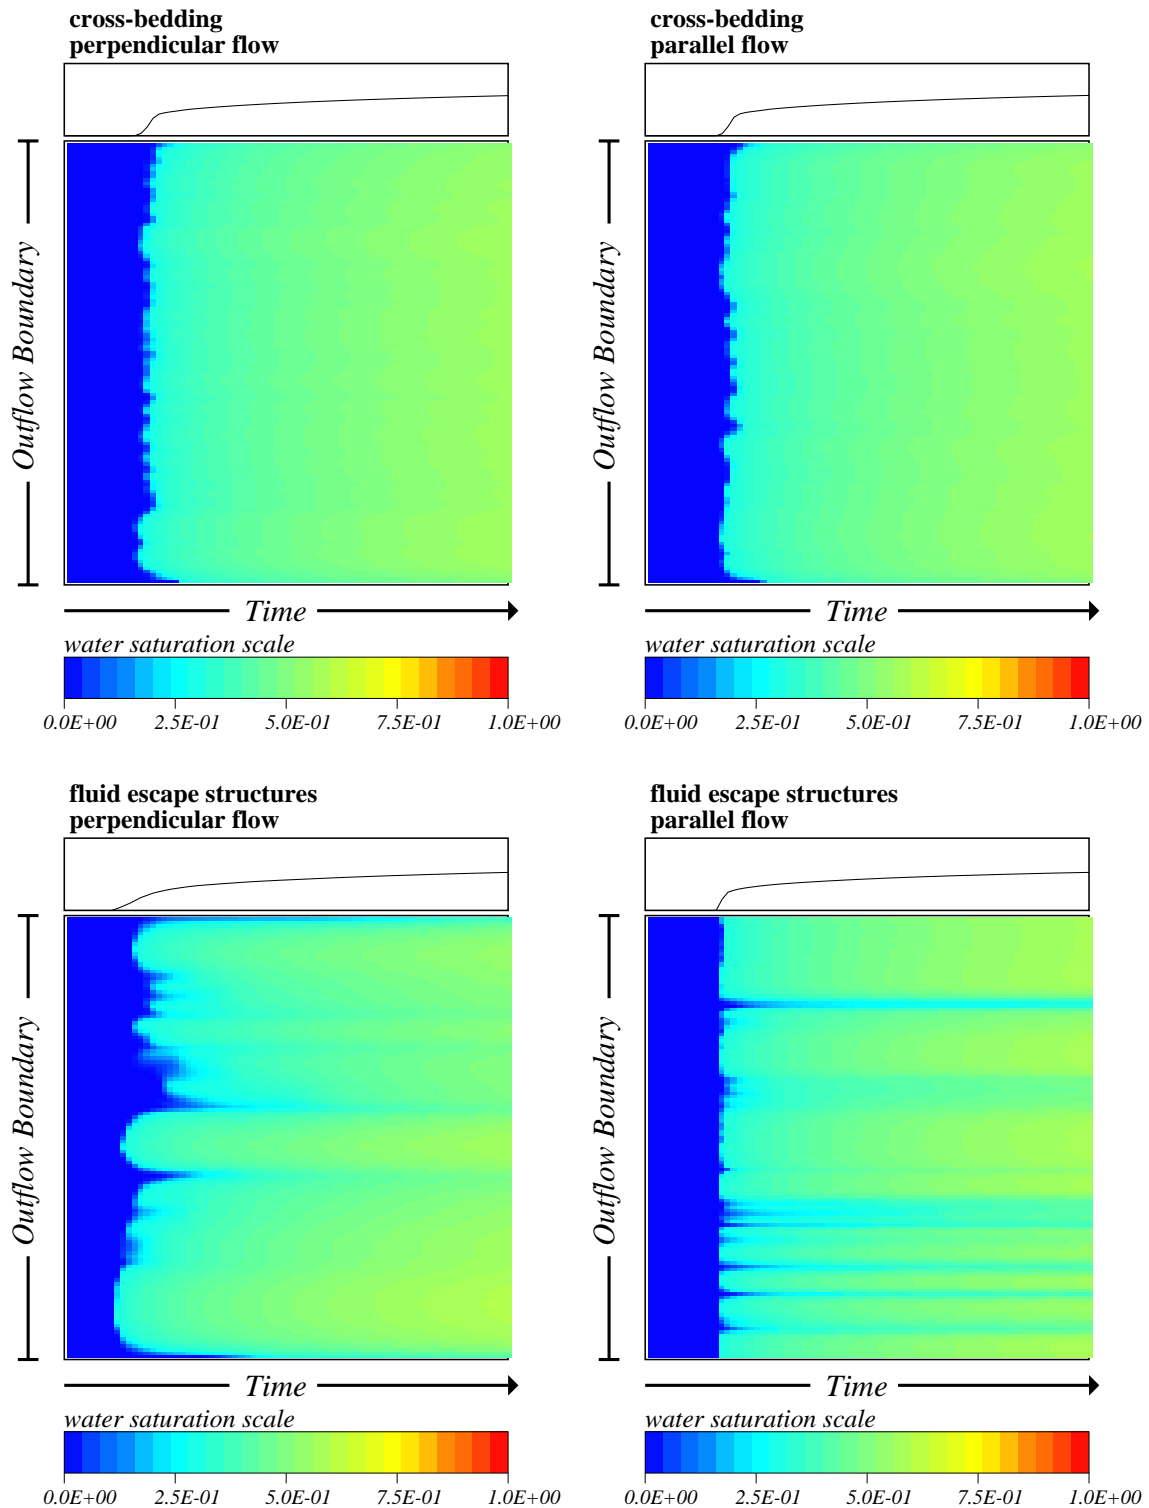 cross-bedding
perpendicular flow
Outflow Boundary
Time
water saturation scale
0.0E+00 2.5E-01 5.0E-01 7.5E-01 1.0E+00
cross-bedding
parallel flow
Outflow Boundary
Time
water saturation scale
0.0E+00 2.5E-01 5.0E-01 7.5E-01 1.0E+00
fluid escape structures
perpendicular flow
Outflow Boundary
Time
water saturation scale
0.0E+00 2.5E-01 5.0E-01 7.5E-01 1.0E+00
fluid escape structures
parallel flow
Outflow Boundary
Time
water saturation scale
0.0E+00 2.5E-01 5.0E-01 7.5E-01 1.0E+00